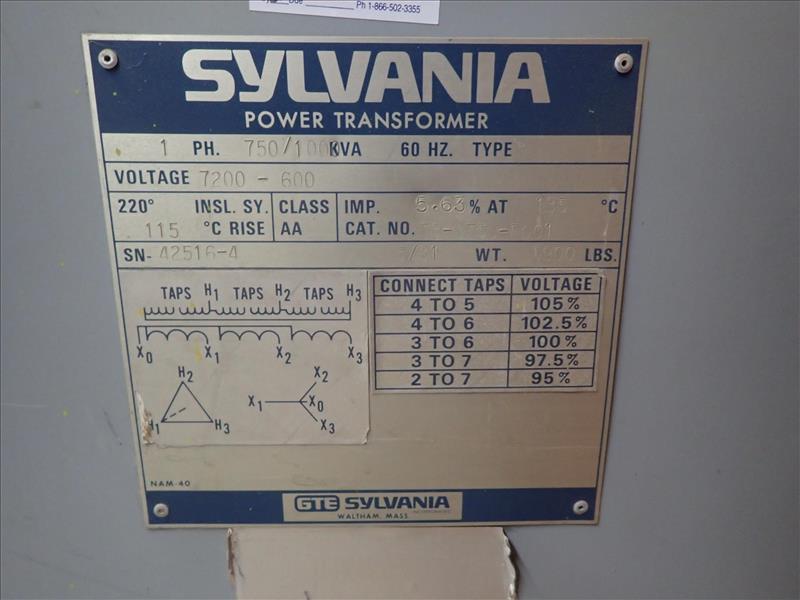 Due ________ Ph 1-866-502-3355
SYLVANIA
POWER TRANSFORMER
1 PH. 750/1000 KVA 60 HZ. TYPE
VOLTAGE 7200 - 600
220° INSL. SY. CLASS IMP. 5.63 % AT °C
115 °C RISE AA CAT. NO.
SN- 42516-4 WT. LBS.
TAPS H1 TAPS H2 TAPS H3
X0 X1 X2 X3
H2
H1 H3
X2
X1 X0
X3
CONNECT TAPS VOLTAGE
4 TO 5 105%
4 TO 6 102.5%
3 TO 6 100%
3 TO 7 97.5%
2 TO 7 95%
NAM-40
GTE SYLVANIA
INCORPORATED
WALTHAM, MASS